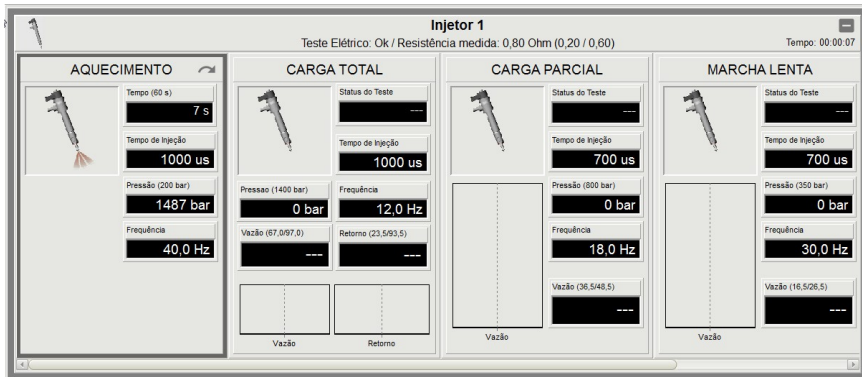 Injetor 1
Teste Elétrico: Ok / Resistência medida: 0,80 Ohm (0,20 / 0,60)
Tempo: 00:00:07
AQUECIMENTO
Tempo (60 s)
7 s
Tempo de Injeção
1000 us
Pressão (200 bar)
1487 bar
Frequência
40,0 Hz
CARGA TOTAL
Status do Teste
---
Tempo de Injeção
1000 us
Pressao (1400 bar)
0 bar
Frequência
12,0 Hz
Vazão (67,0/97,0)
---
Retorno (23,5/93,5)
---
Vazão
Retorno
CARGA PARCIAL
Status do Teste
---
Tempo de Injeção
700 us
Pressão (800 bar)
0 bar
Frequência
18,0 Hz
Vazão (36,5/48,5)
---
Vazão
MARCHA LENTA
Status do Teste
---
Tempo de Injeção
700 us
Pressão (350 bar)
0 bar
Frequência
30,0 Hz
Vazão (16,5/26,5)
---
Vazão